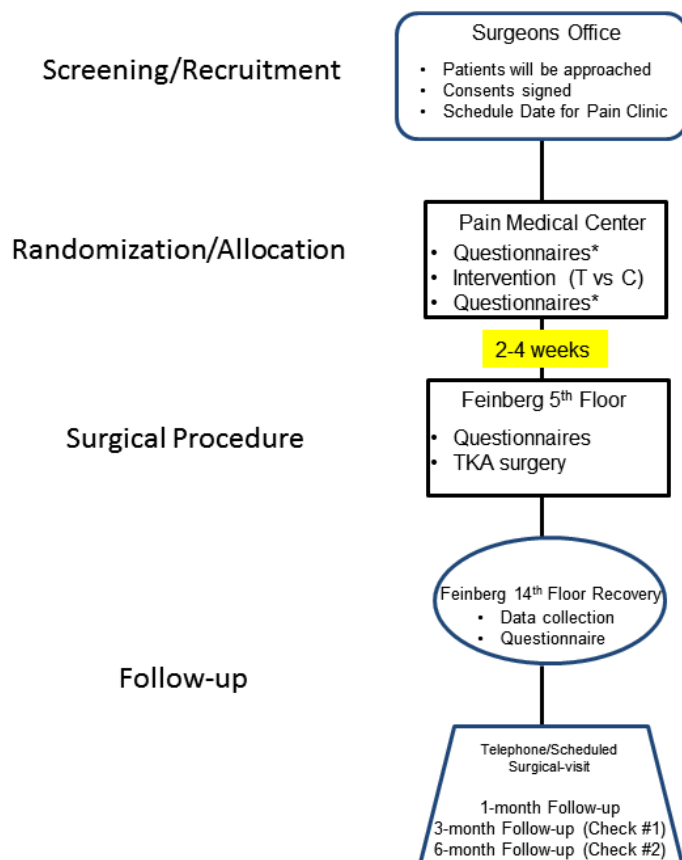 Surgeons Office
Screening/Recruitment
• Patients will be approached
• Consents signed
• Schedule Date for Pain Clinic
Pain Medical Center
Randomization/Allocation
• Questionnaires*
• Intervention (T vs C)
• Questionnaires*
2-4 weeks
Feinberg 5th Floor
Surgical Procedure
• Questionnaires
• TKA surgery
Feinberg 14th Floor Recovery
• Data collection
• Questionnaire
Follow-up
Telephone/Scheduled
Surgical-visit
1-month Follow-up
3-month Follow-up (Check #1)
6-month Follow-up (Check #2)